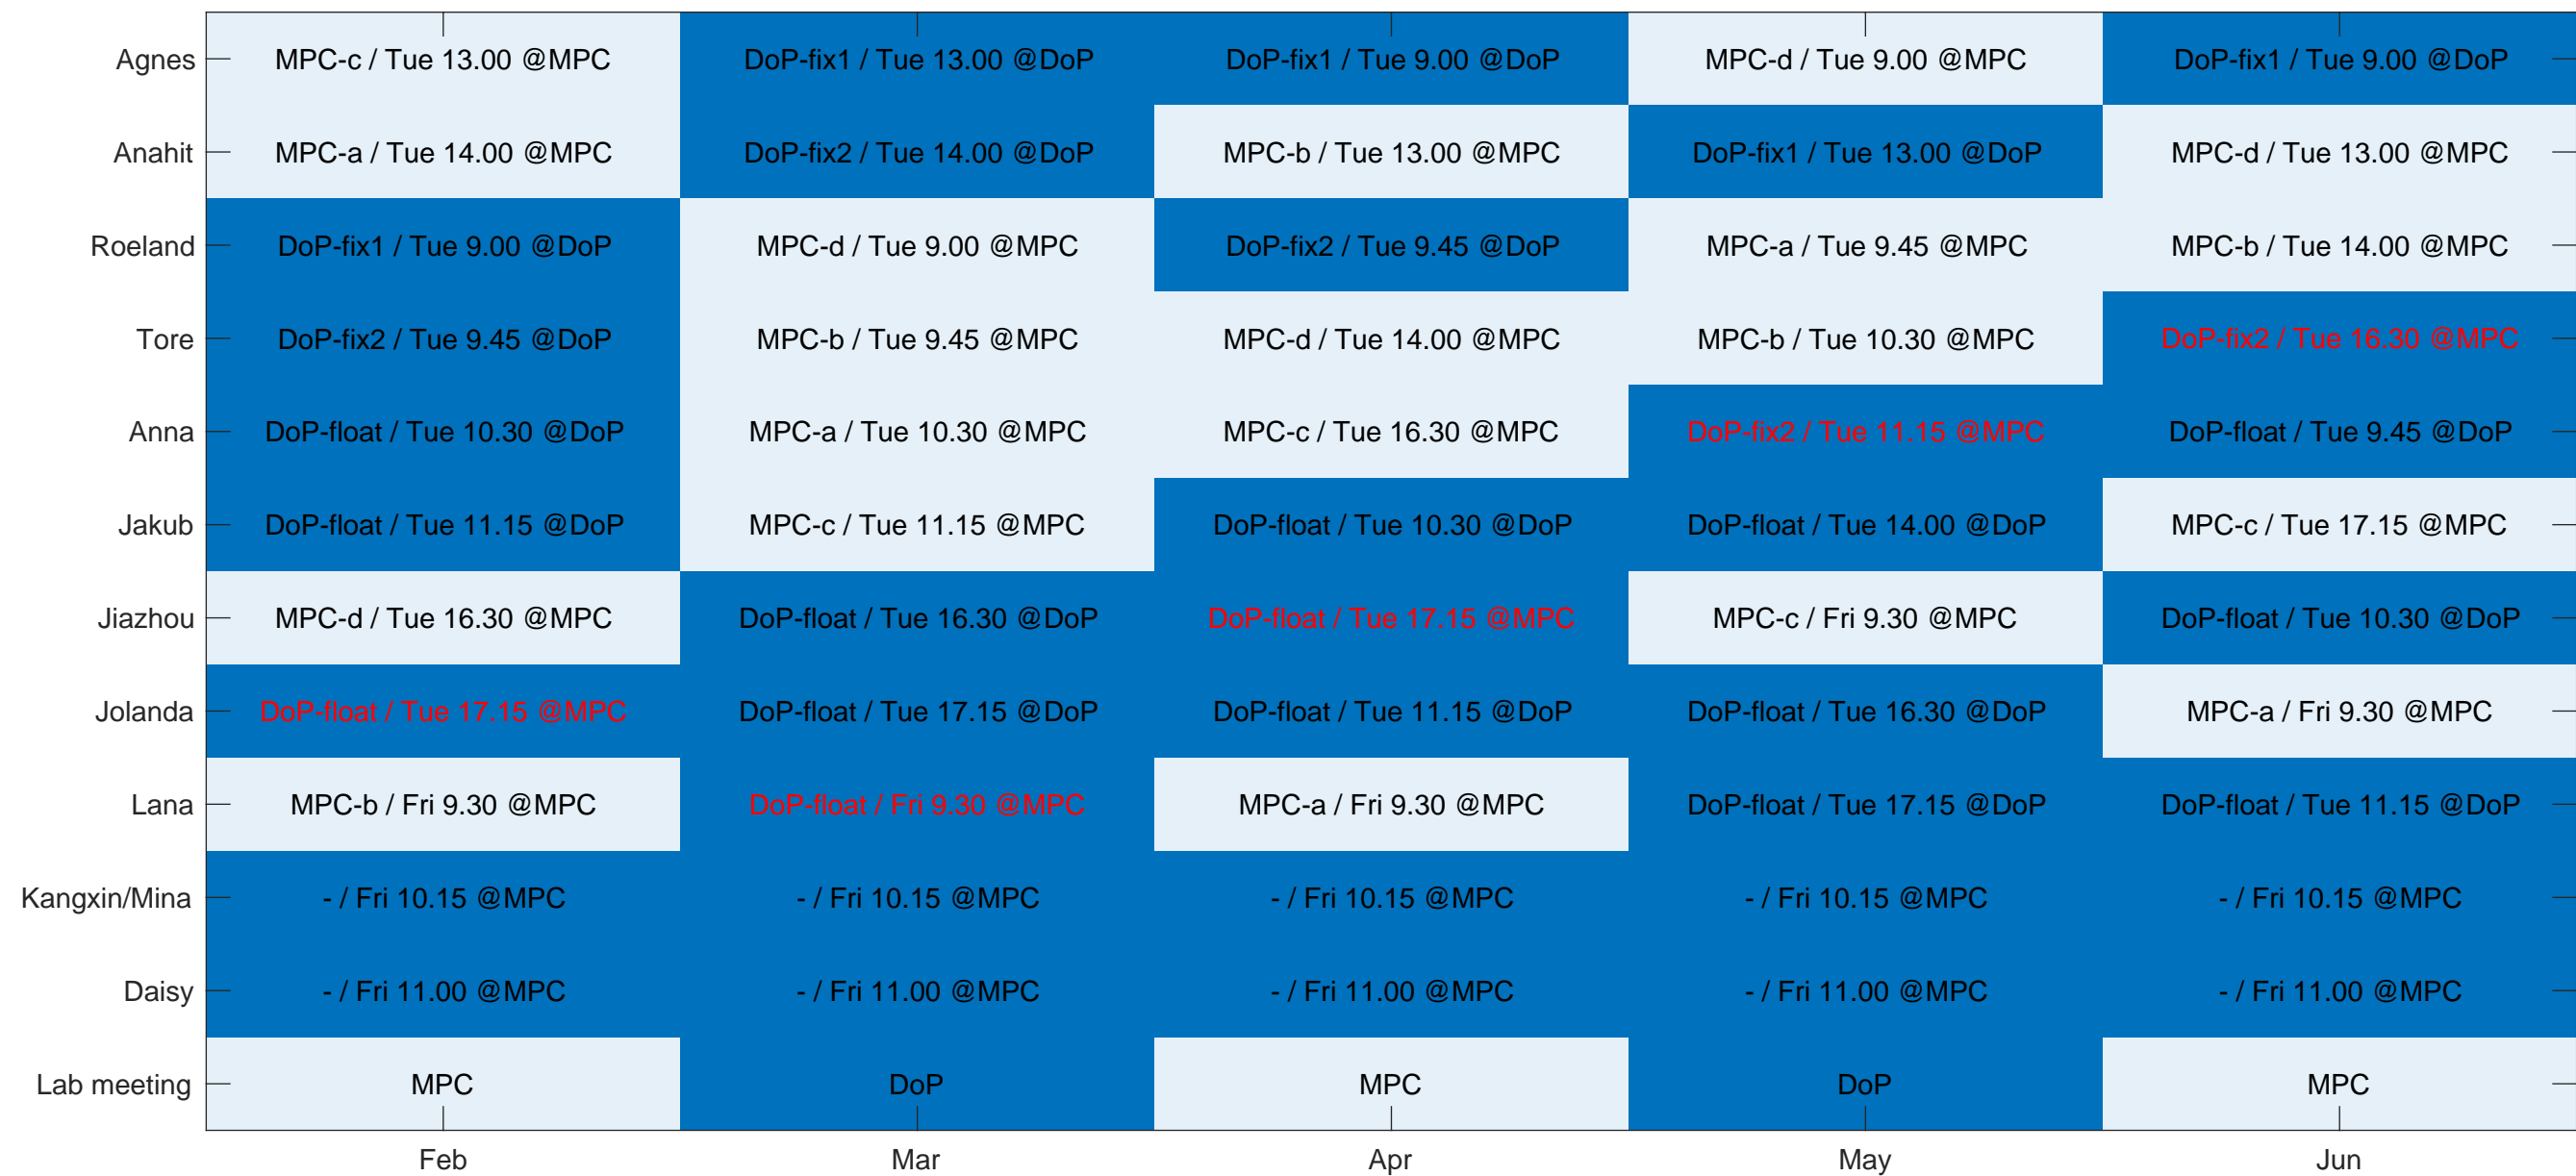 Agnes MPC-c / Tue 13.00 @MPC DoP-fix1 / Tue 13.00 @DoP DoP-fix1 / Tue 9.00 @DoP MPC-d / Tue 9.00 @MPC DoP-fix1 / Tue 9.00 @DoP
Anahit MPC-a / Tue 14.00 @MPC DoP-fix2 / Tue 14.00 @DoP MPC-b / Tue 13.00 @MPC DoP-fix1 / Tue 13.00 @DoP MPC-d / Tue 13.00 @MPC
Roeland DoP-fix1 / Tue 9.00 @DoP MPC-d / Tue 9.00 @MPC DoP-fix2 / Tue 9.45 @DoP MPC-a / Tue 9.45 @MPC MPC-b / Tue 14.00 @MPC
Tore DoP-fix2 / Tue 9.45 @DoP MPC-b / Tue 9.45 @MPC MPC-d / Tue 14.00 @MPC MPC-b / Tue 10.30 @MPC DoP-fix2 / Tue 16.30 @MPC
Anna DoP-float / Tue 10.30 @DoP MPC-a / Tue 10.30 @MPC MPC-c / Tue 16.30 @MPC DoP-fix2 / Tue 11.15 @MPC DoP-float / Tue 9.45 @DoP
Jakub DoP-float / Tue 11.15 @DoP MPC-c / Tue 11.15 @MPC DoP-float / Tue 10.30 @DoP DoP-float / Tue 14.00 @DoP MPC-c / Tue 17.15 @MPC
Jiazhou MPC-d / Tue 16.30 @MPC DoP-float / Tue 16.30 @DoP DoP-float / Tue 17.15 @MPC MPC-c / Fri 9.30 @MPC DoP-float / Tue 10.30 @DoP
Jolanda DoP-float / Tue 17.15 @MPC DoP-float / Tue 17.15 @DoP DoP-float / Tue 11.15 @DoP DoP-float / Tue 16.30 @DoP MPC-a / Fri 9.30 @MPC
Lana MPC-b / Fri 9.30 @MPC DoP-float / Fri 9.30 @MPC MPC-a / Fri 9.30 @MPC DoP-float / Tue 17.15 @DoP DoP-float / Tue 11.15 @DoP
Kangxin/Mina - / Fri 10.15 @MPC - / Fri 10.15 @MPC - / Fri 10.15 @MPC - / Fri 10.15 @MPC - / Fri 10.15 @MPC
Daisy - / Fri 11.00 @MPC - / Fri 11.00 @MPC - / Fri 11.00 @MPC - / Fri 11.00 @MPC - / Fri 11.00 @MPC
Lab meeting MPC DoP MPC DoP MPC
Feb Mar Apr May Jun